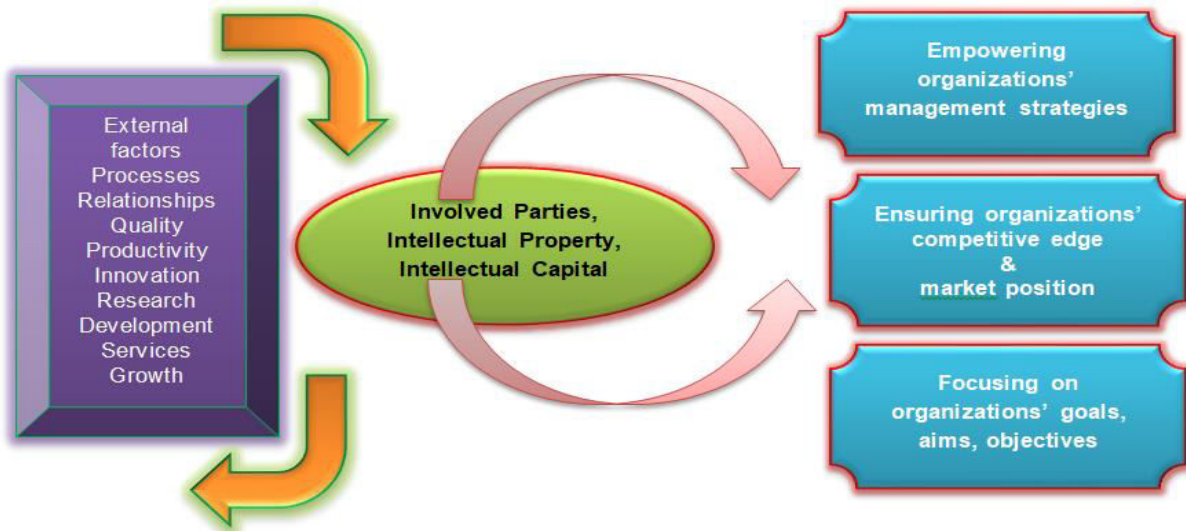 External
factors
Processes
Relationships
Quality
Productivity
Innovation
Research
Development
Services
Growth
Involved Parties,
Intellectual Property,
Intellectual Capital
Empowering
organizations’
management strategies
Ensuring organizations’
competitive edge
&
market position
Focusing on
organizations’ goals,
aims, objectives